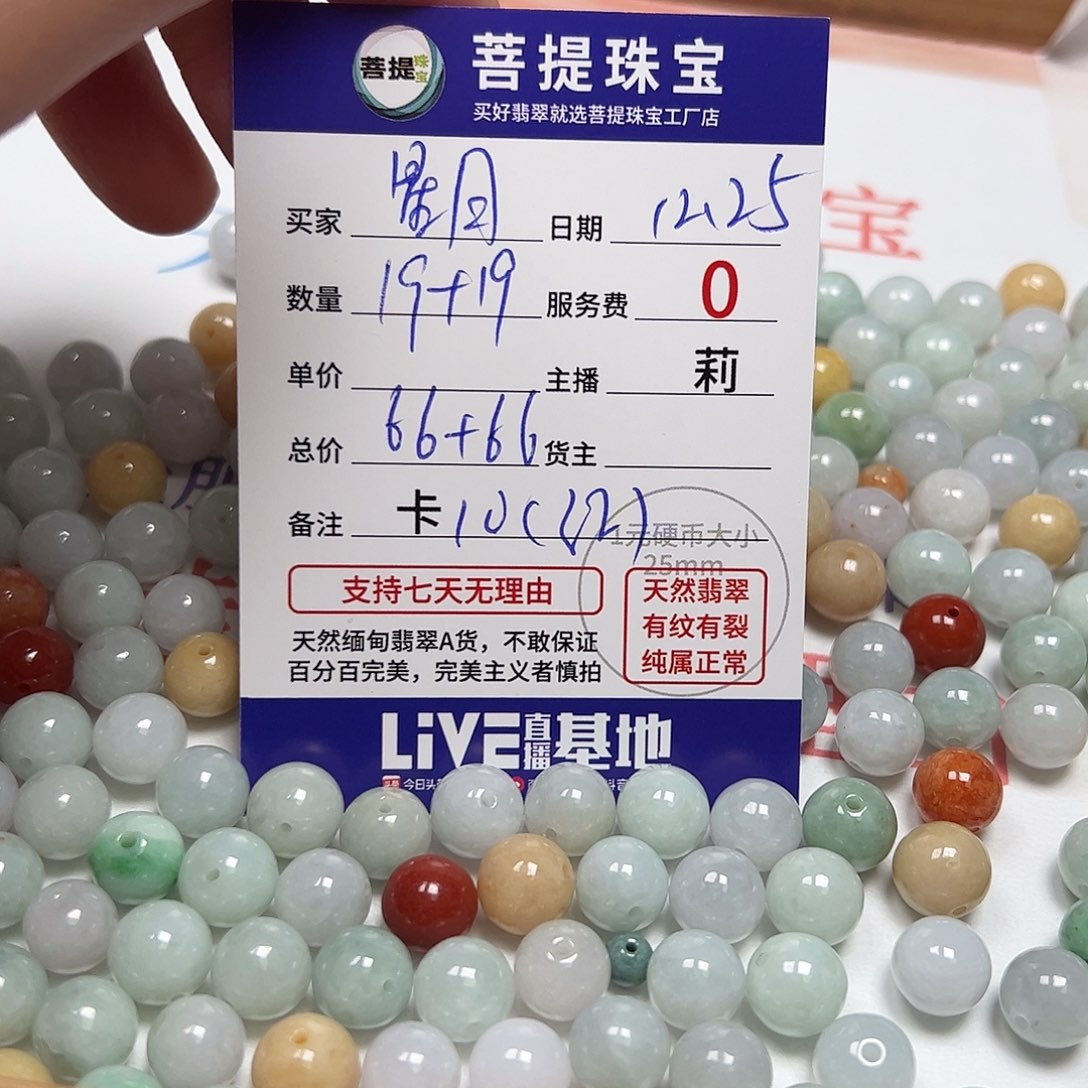 菩提珠宝
菩提珠宝
买好翡翠就选菩提珠宝工厂店
买家 星月 日期 12.25
数量 19+19 服务费 0
单价 主播 莉
总价 66+66 货主
备注 卡10(红)
1元硬币大小
25mm
支持七天无理由
天然缅甸翡翠A货，不敢保证
百分百完美，完美主义者慎拍
天然翡翠
有纹有裂
纯属正常
LiVE直播基地
今日头
宝